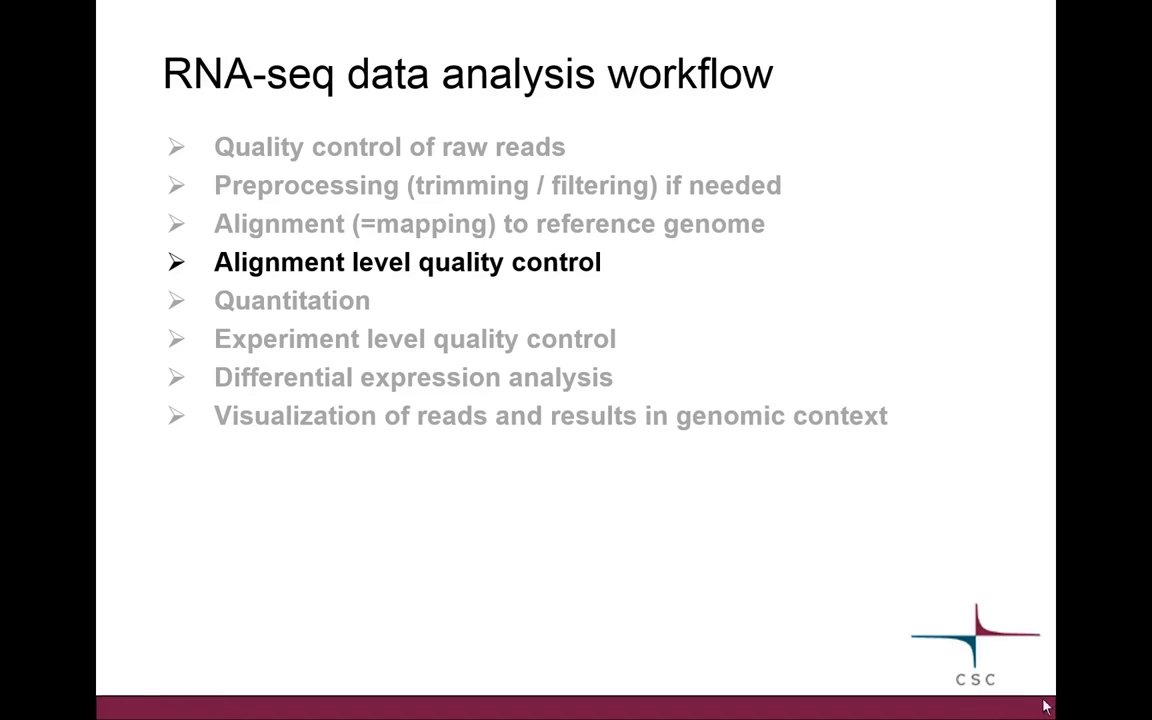 RNA-seq data analysis workflow
Quality control of raw reads
Preprocessing (trimming / filtering) if needed
Alignment (=mapping) to reference genome
Alignment level quality control
Quantitation
Experiment level quality control
Differential expression analysis
Visualization of reads and results in genomic context
CSC